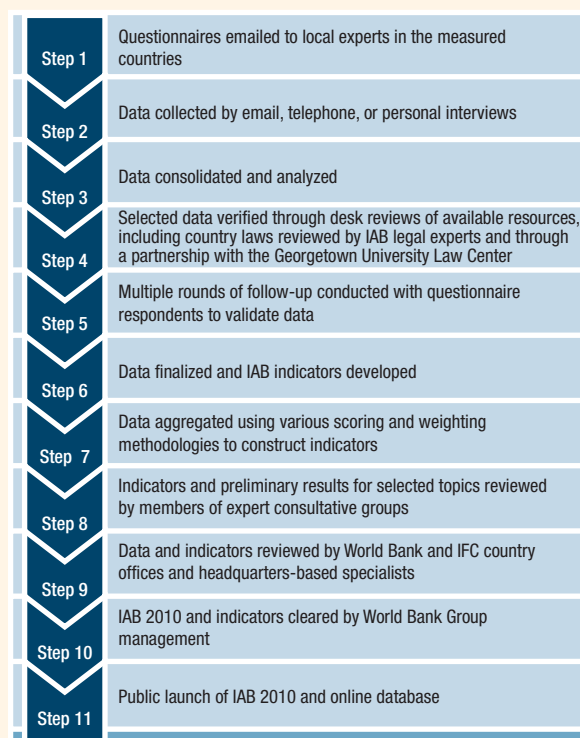 Step 1
Questionnaires emailed to local experts in the measured
countries
Step 2
Data collected by email, telephone, or personal interviews
Step 3
Data consolidated and analyzed
Step 4
Selected data verified through desk reviews of available resources,
including country laws reviewed by IAB legal experts and through
a partnership with the Georgetown University Law Center
Step 5
Multiple rounds of follow-up conducted with questionnaire
respondents to validate data
Step 6
Data finalized and IAB indicators developed
Step 7
Data aggregated using various scoring and weighting
methodologies to construct indicators
Step 8
Indicators and preliminary results for selected topics reviewed
by members of expert consultative groups
Step 9
Data and indicators reviewed by World Bank and IFC country
offices and headquarters-based specialists
Step 10
IAB 2010 and indicators cleared by World Bank Group
management
Step 11
Public launch of IAB 2010 and online database